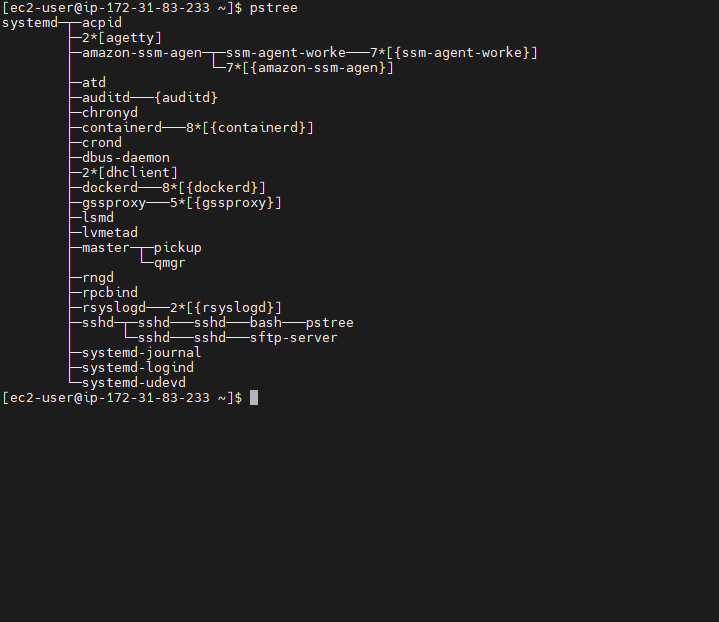 [ec2-user@ip-172-31-83-233 ~]$ pstree
systemd─┬─acpid
        ├─2*[agetty]
        ├─amazon-ssm-agen─┬─ssm-agent-worke───7*[{ssm-agent-worke}]
        │                 └─7*[{amazon-ssm-agen}]
        ├─atd
        ├─auditd───{auditd}
        ├─chronyd
        ├─containerd───8*[{containerd}]
        ├─crond
        ├─dbus-daemon
        ├─2*[dhclient]
        ├─dockerd───8*[{dockerd}]
        ├─gssproxy───5*[{gssproxy}]
        ├─lsmd
        ├─lvmetad
        ├─master─┬─pickup
        │        └─qmgr
        ├─rngd
        ├─rpcbind
        ├─rsyslogd───2*[{rsyslogd}]
        ├─sshd─┬─sshd───sshd───bash───pstree
        │      └─sshd───sshd───sftp-server
        ├─systemd-journal
        ├─systemd-logind
        └─systemd-udevd
[ec2-user@ip-172-31-83-233 ~]$